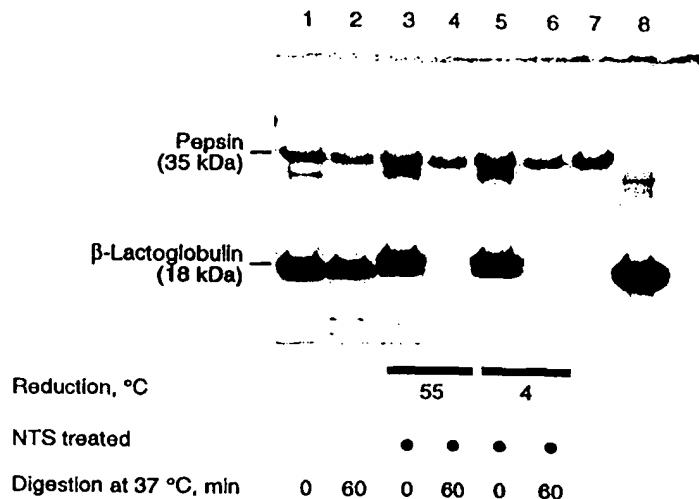 1 2 3 4 5 6 7 8
Pepsin
(35 kDa)
β-Lactoglobulin
(18 kDa)
Reduction, °C 55 4
NTS treated
Digestion at 37 °C, min 0 60 0 60 0 60